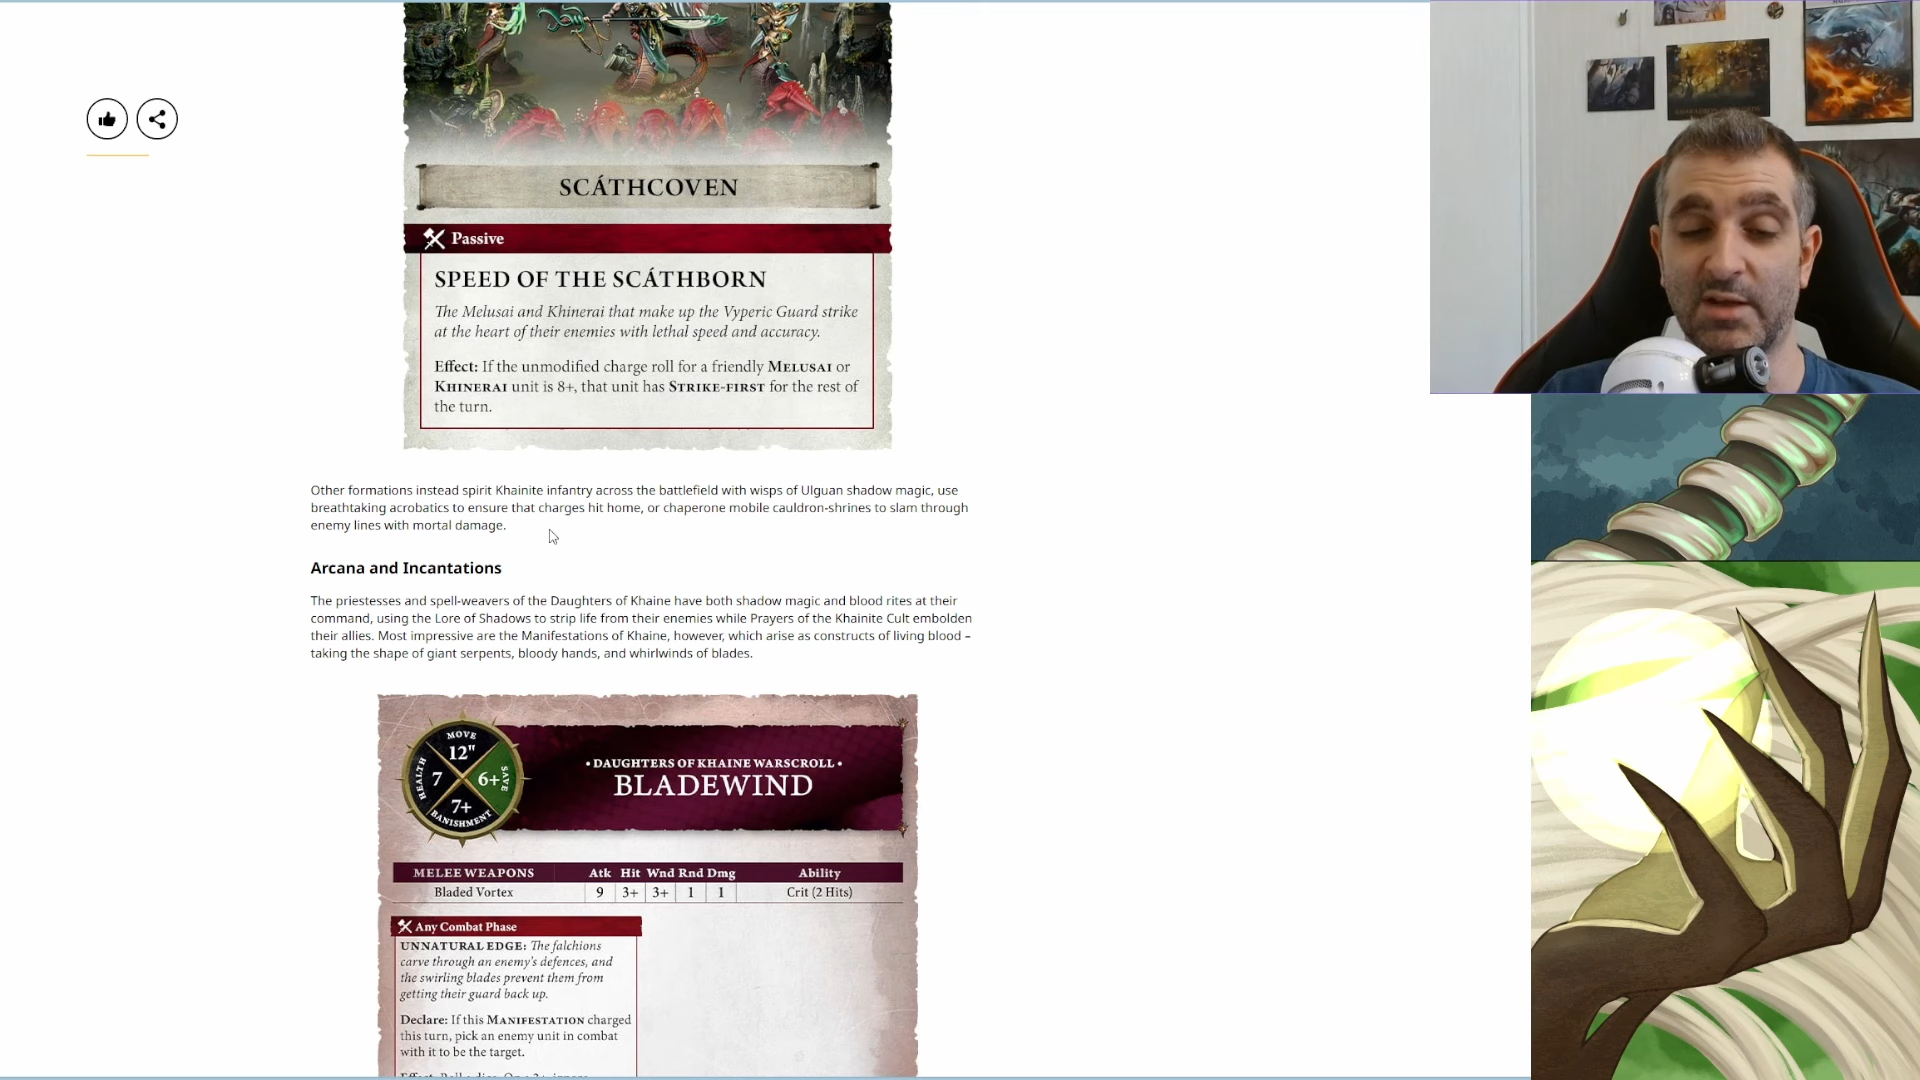 SCÁTHCOVEN
Passive
SPEED OF THE SCÁTHBORN
The Melusai and Khinerai that make up the Vyperic Guard strike
at the heart of their enemies with lethal speed and accuracy.
Effect: If the unmodified charge roll for a friendly MELUSAI or
KHINERAI unit is 8+, that unit has STRIKE-FIRST for the rest of
the turn.
Other formations instead spirit Khainite infantry across the battlefield with wisps of Ulguan shadow magic, use
breathtaking acrobatics to ensure that charges hit home, or chaperone mobile cauldron-shrines to slam through
enemy lines with mortal damage.
Arcana and Incantations
The priestesses and spell-weavers of the Daughters of Khaine have both shadow magic and blood rites at their
command, using the Lore of Shadows to strip life from their enemies while Prayers of the Khainite Cult embolden
their allies. Most impressive are the Manifestations of Khaine, however, which arise as constructs of living blood –
taking the shape of giant serpents, bloody hands, and whirlwinds of blades.
MOVE
12"
HEALTH
7
6+
SAVE
7+
BANISHMENT
• DAUGHTERS OF KHAINE WARSCROLL •
BLADEWIND
MELEE WEAPONS Atk Hit Wnd Rnd Dmg Ability
Bladed Vortex 9 3+ 3+ 1 1 Crit (2 Hits)
Any Combat Phase
UNNATURAL EDGE: The falchions
carve through an enemy's defences, and
the swirling blades prevent them from
getting their guard back up.
Declare: If this MANIFESTATION charged
this turn, pick an enemy unit in combat
with it to be the target.